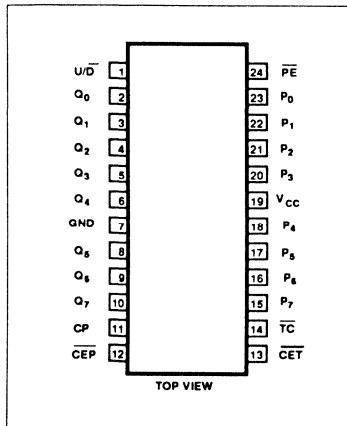 U/D̅ 1 24 P̅E̅
Q₀ 2 23 P₀
Q₁ 3 22 P₁
Q₂ 4 21 P₂
Q₃ 5 20 P₃
Q₄ 6 19 VCC
GND 7 18 P₄
Q₅ 8 17 P₅
Q₆ 9 16 P₆
Q₇ 10 15 P₇
CP 11 14 T̅C̅
C̅E̅P̅ 12 13 C̅E̅T̅
TOP VIEW